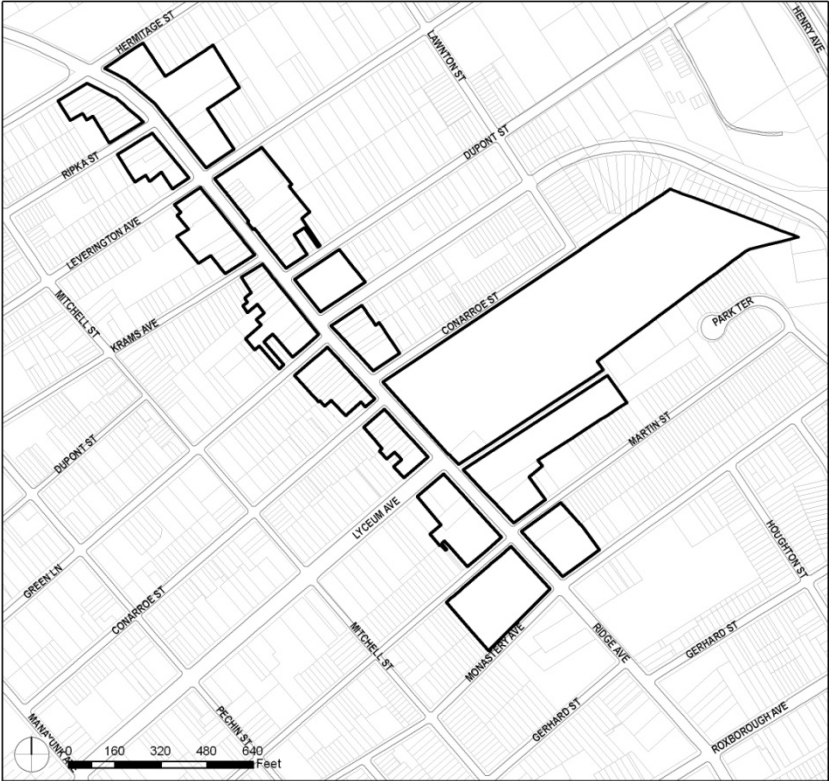 HERMITAGE ST
LAWNTON ST
HENRY AVE
DUPONT ST
RIPKA ST
LEVERINGTON AVE
MITCHELL ST
KRAMS AVE
CONARROE ST
PARK TER
DUPONT ST
MARTIN ST
LYCEUM AVE
HOUGHTON ST
GREEN LN
CONARROE ST
MITCHELL ST
MONASTERY AVE
RIDGE AVE
GERHARD ST
PECHIN ST
GERHARD ST
ROXBOROUGH AVE
MANAYUNK AVE
0 160 320 480 640
Feet